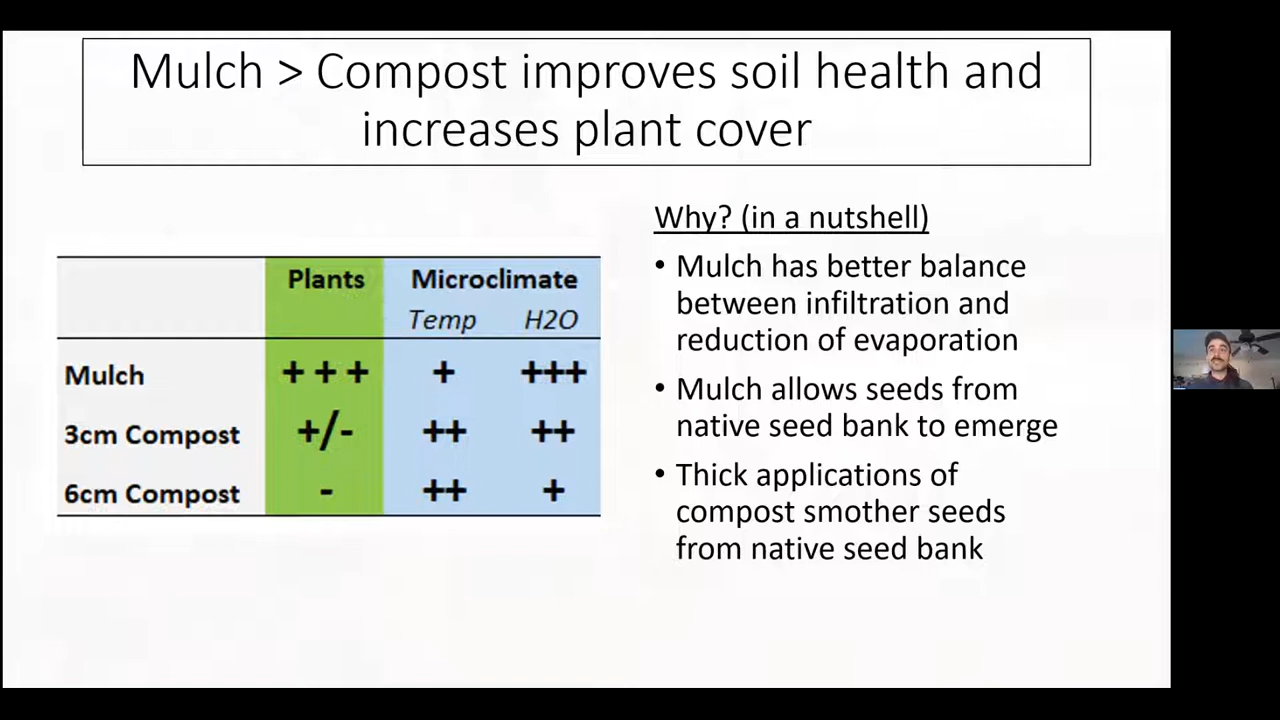 Mulch > Compost improves soil health and
increases plant cover
Plants Microclimate
Temp H2O
Mulch + + + + +++
3cm Compost +/- ++ ++
6cm Compost - ++ +
Why? (in a nutshell)
• Mulch has better balance
between infiltration and
reduction of evaporation
• Mulch allows seeds from
native seed bank to emerge
• Thick applications of
compost smother seeds
from native seed bank